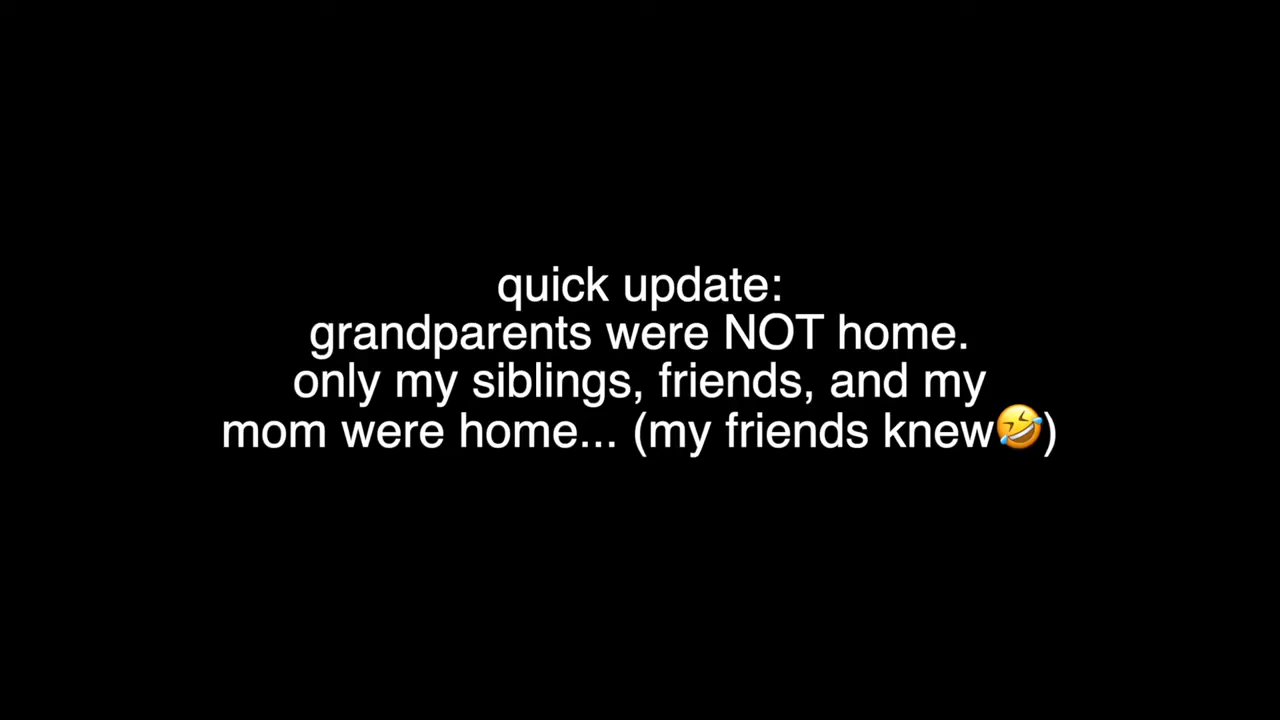 quick update:
grandparents were NOT home.
only my siblings, friends, and my
mom were home... (my friends knew🤣)